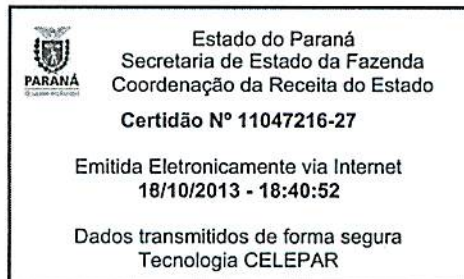 Estado do Paraná
Secretaria de Estado da Fazenda
Coordenação da Receita do Estado
PARANÁ
Certidão Nº 11047216-27
Emitida Eletronicamente via Internet
18/10/2013 - 18:40:52
Dados transmitidos de forma segura
Tecnologia CELEPAR